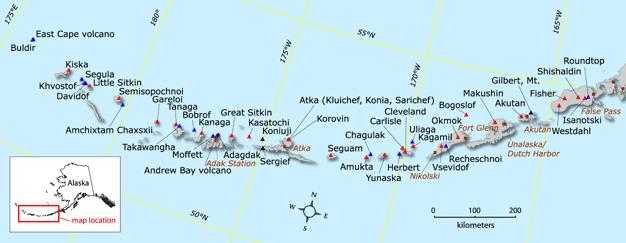 175°E
180°
55°N
165°W
East Cape volcano
Buldir
175°W
Roundtop
Kiska
Shishaldin
Segula
170°W
Gilbert, Mt.
Khvostof
Little Sitkin
Fisher
Davidof
Semisopochnoi
Makushin
Gareloi
Atka (Kluichef, Konia, Sarichef)
Cleveland
Bogoslof
Akutan
False Pass
Tanaga
Great Sitkin
Carlisle
Okmok
Isanotski
Bobrof
Kasatochi
Korovin
Uliaga
Fort Glenn
Akutan
Westdahl
Amchixtam Chaxxsii
Kanaga
Koniuji
Chagulak
Kagamil
Takawangha
Atka
Seguam
Unalaska/
Dutch Harbor
Moffett
Adagdak
Sergief
Recheschnoi
Adak Station
Amukta
Herbert
Vsevidof
Andrew Bay volcano
Yunaska
Nikolski
Alaska
map location
50°N
N
W
E
S
0
100
200
kilometers